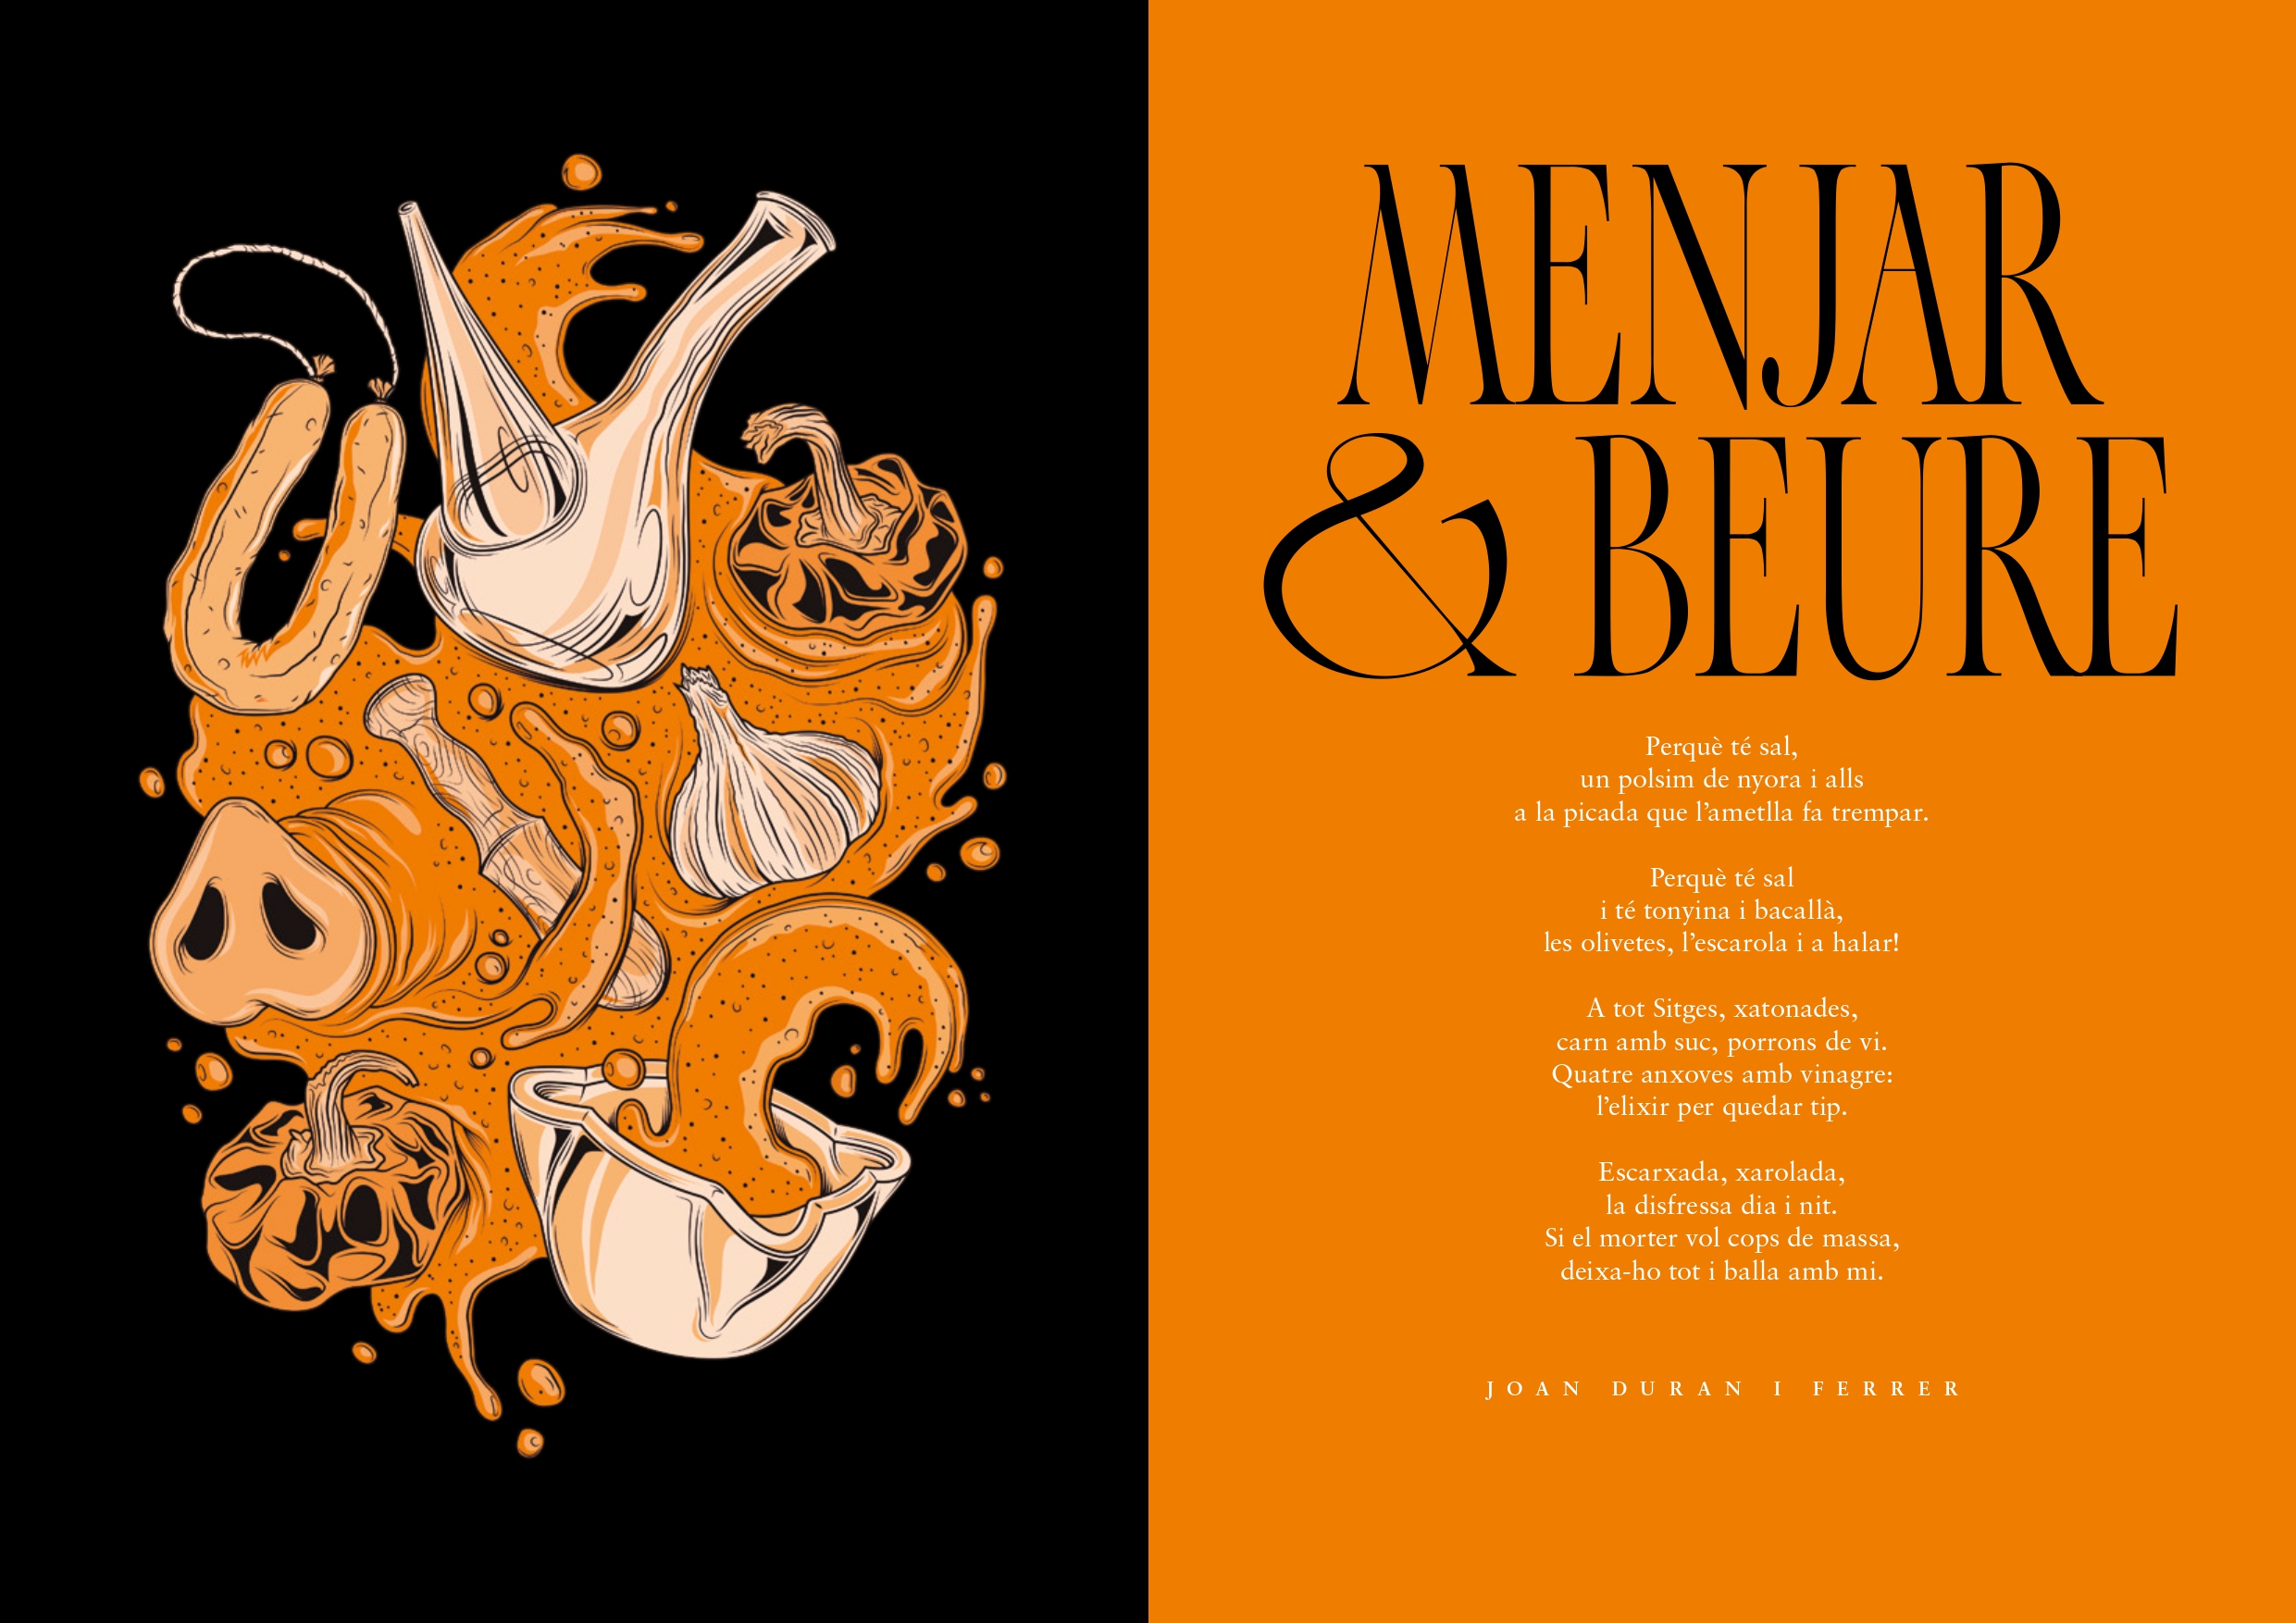 MENJAR
& BEURE
Perquè té sal,
un polsim de nyora i alls
a la picada que l’ametlla fa trempar.
Perquè té sal
i té tonyina i bacallà,
les olivetes, l’escarola i a halar!
A tot Sitges, xatonades,
carn amb suc, porrons de vi.
Quatre anxoves amb vinagre:
l’elixir per quedar tip.
Escarxada, xarolada,
la disfressa dia i nit.
Si el morter vol cops de massa,
deixa-ho tot i balla amb mi.
JOAN DURAN I FERRER